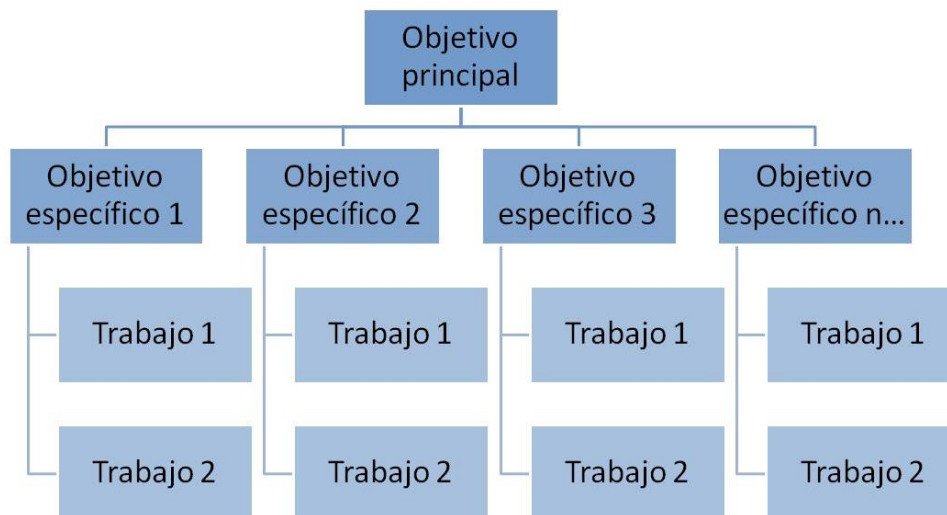 Objetivo
principal
Objetivo
específico 1
Objetivo
específico 2
Objetivo
específico 3
Objetivo
específico n...
Trabajo 1
Trabajo 1
Trabajo 1
Trabajo 1
Trabajo 2
Trabajo 2
Trabajo 2
Trabajo 2